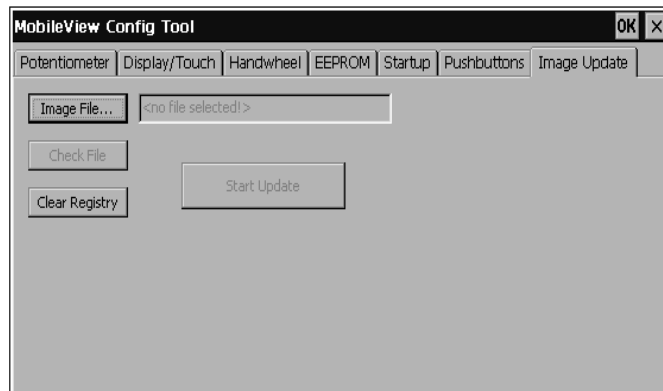 MobileView Config Tool OK ×
Potentiometer Display/Touch Handwheel EEPROM Startup Pushbuttons Image Update
Image File... <no file selected!>
Check File
Start Update
Clear Registry